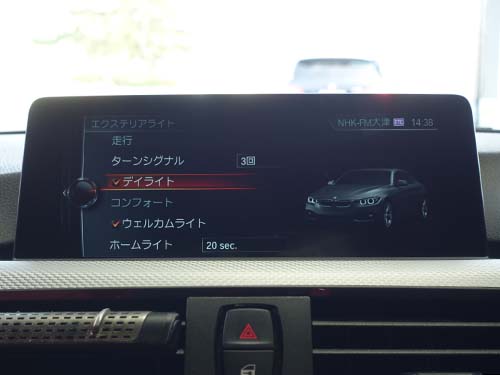 エクステリアライト
NHK-FM大津 ETC 14:38
走行
ターンシグナル 3回
デイライト
コンフォート
ウェルカムライト
ホームライト 20 sec.